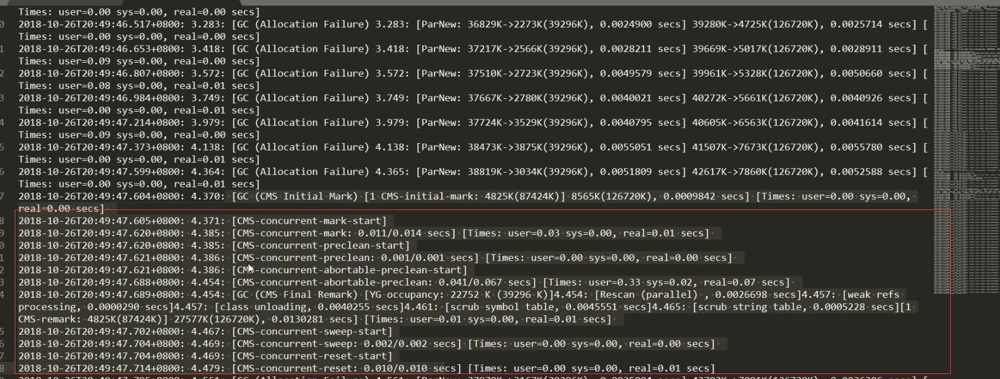 Times: user=0.00 sys=0.00, real=0.00 secs]
0 2018-10-26T20:49:46.517+0800: 3.283: [GC (Allocation Failure) 3.283: [ParNew: 36829K->2273K(39296K), 0.0024900 secs] 39280K->4725K(126720K), 0.0025714 secs] [
Times: user=0.00 sys=0.00, real=0.00 secs]
1 2018-10-26T20:49:46.653+0800: 3.418: [GC (Allocation Failure) 3.418: [ParNew: 37217K->2566K(39296K), 0.0028211 secs] 39669K->5017K(126720K), 0.0028911 secs] [
Times: user=0.09 sys=0.00, real=0.00 secs]
2 2018-10-26T20:49:46.807+0800: 3.572: [GC (Allocation Failure) 3.572: [ParNew: 37510K->2723K(39296K), 0.0049579 secs] 39961K->5328K(126720K), 0.0050660 secs] [
Times: user=0.08 sys=0.00, real=0.01 secs]
3 2018-10-26T20:49:46.984+0800: 3.749: [GC (Allocation Failure) 3.749: [ParNew: 37667K->2780K(39296K), 0.0040021 secs] 40272K->5661K(126720K), 0.0040926 secs] [
Times: user=0.00 sys=0.00, real=0.01 secs]
4 2018-10-26T20:49:47.214+0800: 3.979: [GC (Allocation Failure) 3.979: [ParNew: 37724K->3529K(39296K), 0.0040795 secs] 40605K->6563K(126720K), 0.0041614 secs] [
Times: user=0.09 sys=0.00, real=0.00 secs]
5 2018-10-26T20:49:47.373+0800: 4.138: [GC (Allocation Failure) 4.138: [ParNew: 38473K->3875K(39296K), 0.0055051 secs] 41507K->7673K(126720K), 0.0055780 secs] [
Times: user=0.00 sys=0.00, real=0.01 secs]
6 2018-10-26T20:49:47.599+0800: 4.364: [GC (Allocation Failure) 4.365: [ParNew: 38819K->3034K(39296K), 0.0051809 secs] 42617K->7860K(126720K), 0.0052588 secs] [
Times: user=0.00 sys=0.00, real=0.01 secs]
7 2018-10-26T20:49:47.604+0800: 4.370: [GC (CMS Initial Mark) [1 CMS-initial-mark: 4825K(87424K)] 8565K(126720K), 0.0009842 secs] [Times: user=0.00 sys=0.00,
real=0.00 secs]
8 2018-10-26T20:49:47.605+0800: 4.371: [CMS-concurrent-mark-start]
9 2018-10-26T20:49:47.620+0800: 4.385: [CMS-concurrent-mark: 0.011/0.014 secs] [Times: user=0.03 sys=0.00, real=0.01 secs]
0 2018-10-26T20:49:47.620+0800: 4.385: [CMS-concurrent-preclean-start]
1 2018-10-26T20:49:47.621+0800: 4.386: [CMS-concurrent-preclean: 0.001/0.001 secs] [Times: user=0.00 sys=0.00, real=0.00 secs]
2 2018-10-26T20:49:47.621+0800: 4.386: [CMS-concurrent-abortable-preclean-start]
3 2018-10-26T20:49:47.688+0800: 4.454: [CMS-concurrent-abortable-preclean: 0.041/0.067 secs] [Times: user=0.33 sys=0.02, real=0.07 secs]
4 2018-10-26T20:49:47.689+0800: 4.454: [GC (CMS Final Remark) [YG occupancy: 22752 K (39296 K)]4.454: [Rescan (parallel) , 0.0026698 secs]4.457: [weak refs
processing, 0.0000290 secs]4.457: [class unloading, 0.0040255 secs]4.461: [scrub symbol table, 0.0045551 secs]4.465: [scrub string table, 0.0005228 secs][1
CMS-remark: 4825K(87424K)] 27577K(126720K), 0.0130281 secs] [Times: user=0.01 sys=0.00, real=0.01 secs]
5 2018-10-26T20:49:47.702+0800: 4.467: [CMS-concurrent-sweep-start]
6 2018-10-26T20:49:47.704+0800: 4.469: [CMS-concurrent-sweep: 0.002/0.002 secs] [Times: user=0.00 sys=0.00, real=0.00 secs]
7 2018-10-26T20:49:47.704+0800: 4.469: [CMS-concurrent-reset-start]
8 2018-10-26T20:49:47.714+0800: 4.479: [CMS-concurrent-reset: 0.010/0.010 secs] [Times: user=0.00 sys=0.00, real=0.01 secs]